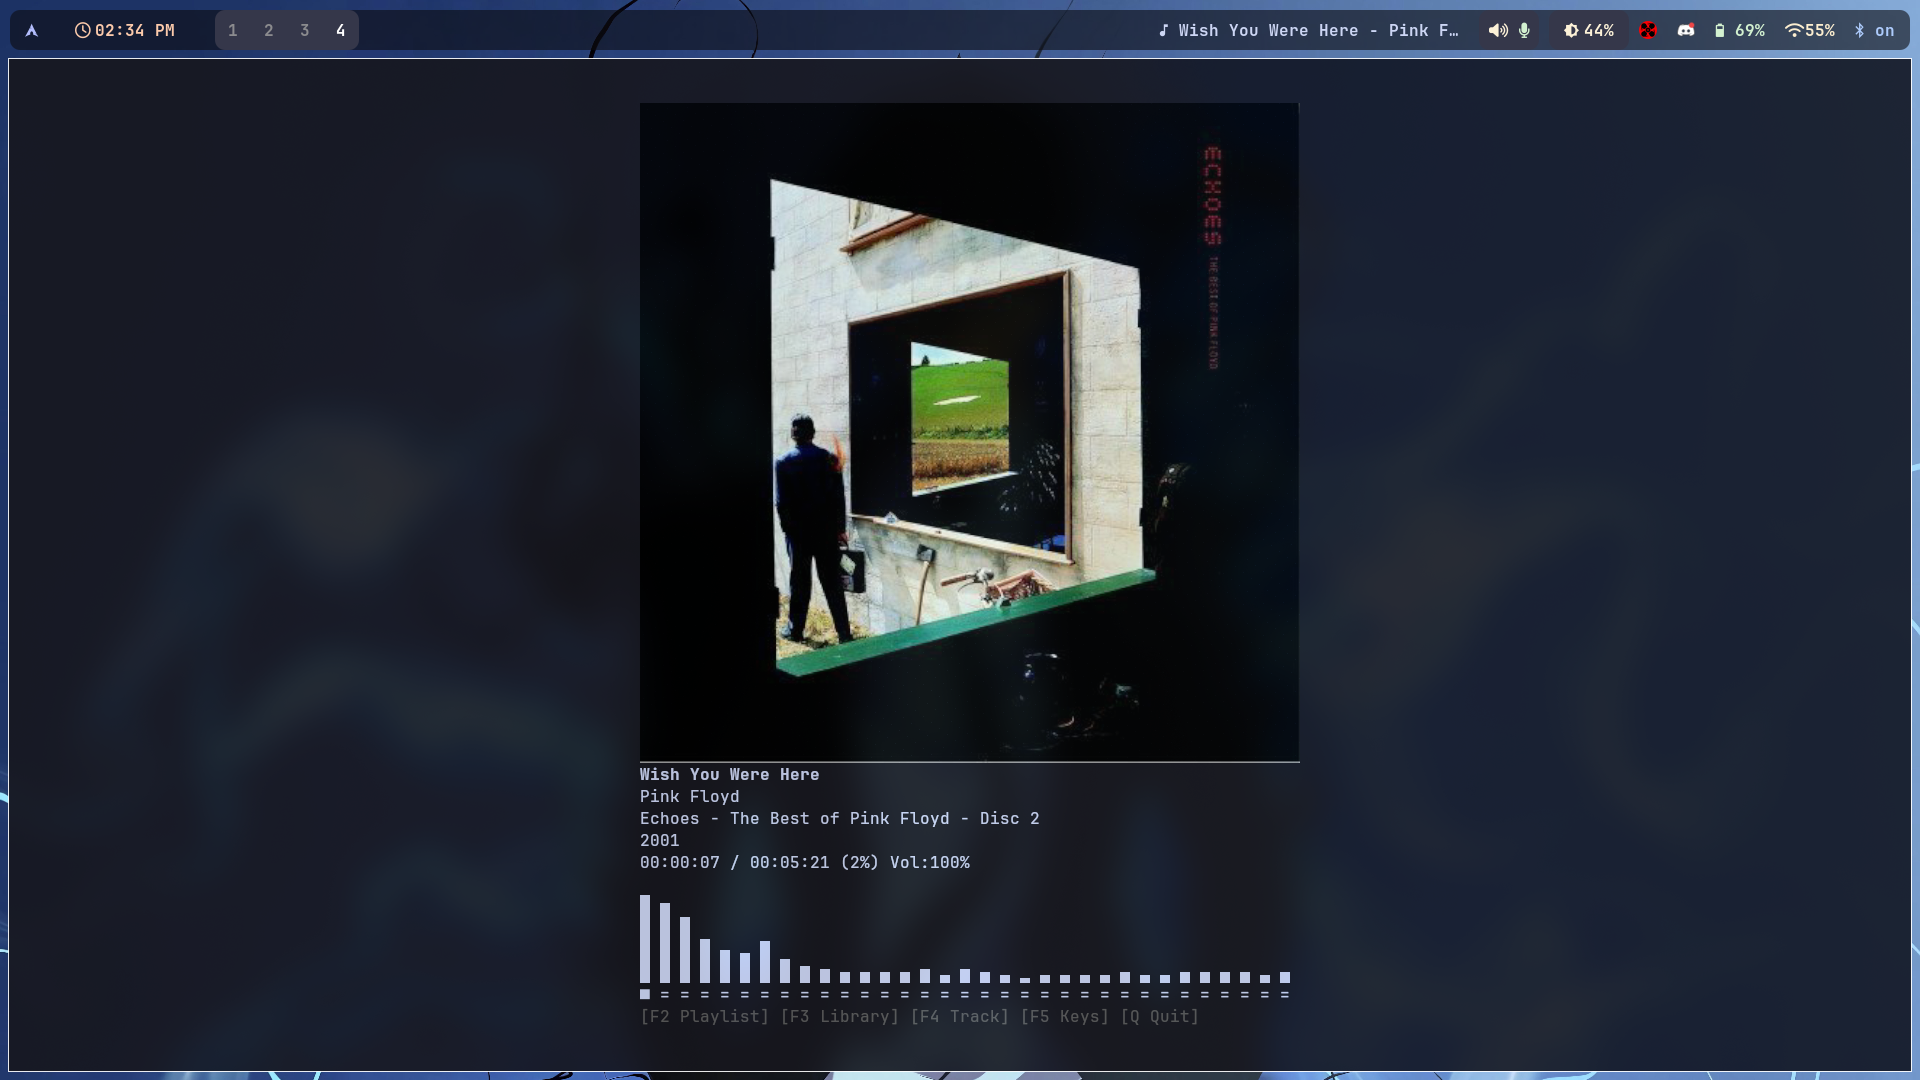 02:34 PM 1 2 3 4 Wish You Were Here - Pink F… 44% 69% 55% on
ECHOES THE BEST OF PINK FLOYD
Wish You Were Here
Pink Floyd
Echoes - The Best of Pink Floyd - Disc 2
2001
00:00:07 / 00:05:21 (2%) Vol:100%
■ = = = = = = = = = = = = = = = = = = = = = = = = = = = = = = = =
[F2 Playlist] [F3 Library] [F4 Track] [F5 Keys] [Q Quit]